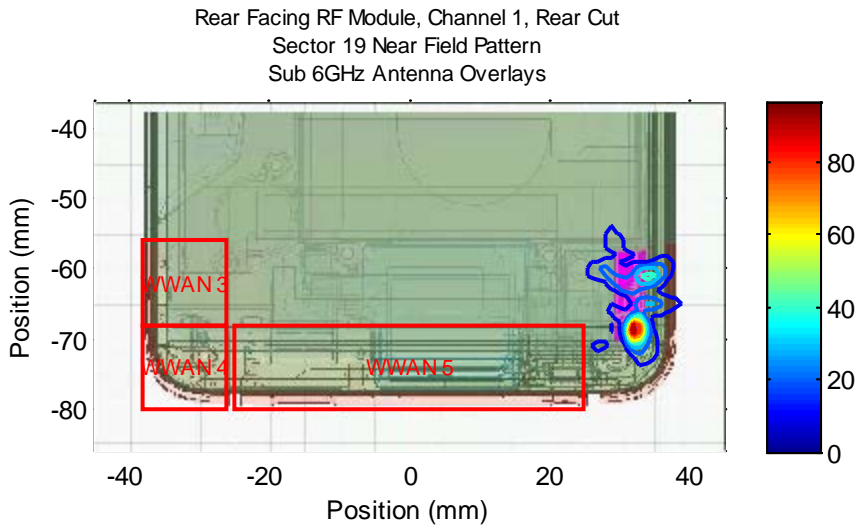 Rear Facing RF Module, Channel 1, Rear Cut
Sector 19 Near Field Pattern
Sub 6GHz Antenna Overlays
-40
-50
-60
-70
-80
Position (mm)
WWAN 3
WWAN 4
WWAN 5
-40
-20
0
20
40
Position (mm)
80
60
40
20
0